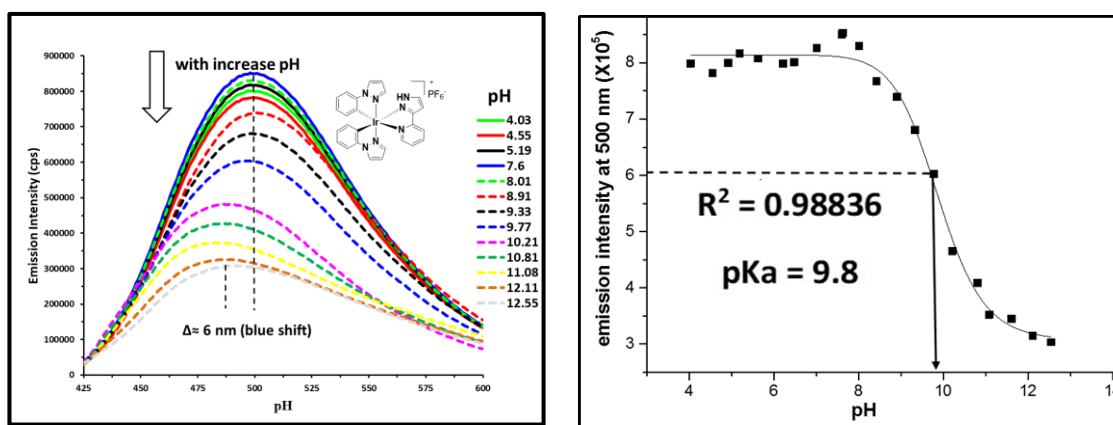 with increase pH
Emission Intensity (cps)
900000
800000
700000
600000
500000
400000
300000
200000
100000
0
425
450
475
500
525
550
575
600
pH
Δ= 6 nm (blue shift)
N
N
HN
N
Ir
N
N
N
+
PF6-
pH
4.03
4.55
5.19
7.6
8.01
8.91
9.33
9.77
10.21
10.81
11.08
12.11
12.55
emission intensity at 500 nm (X10⁵)
9
8
7
6
5
4
3
R² = 0.98836
pKa = 9.8
4
6
8
10
12
14
pH